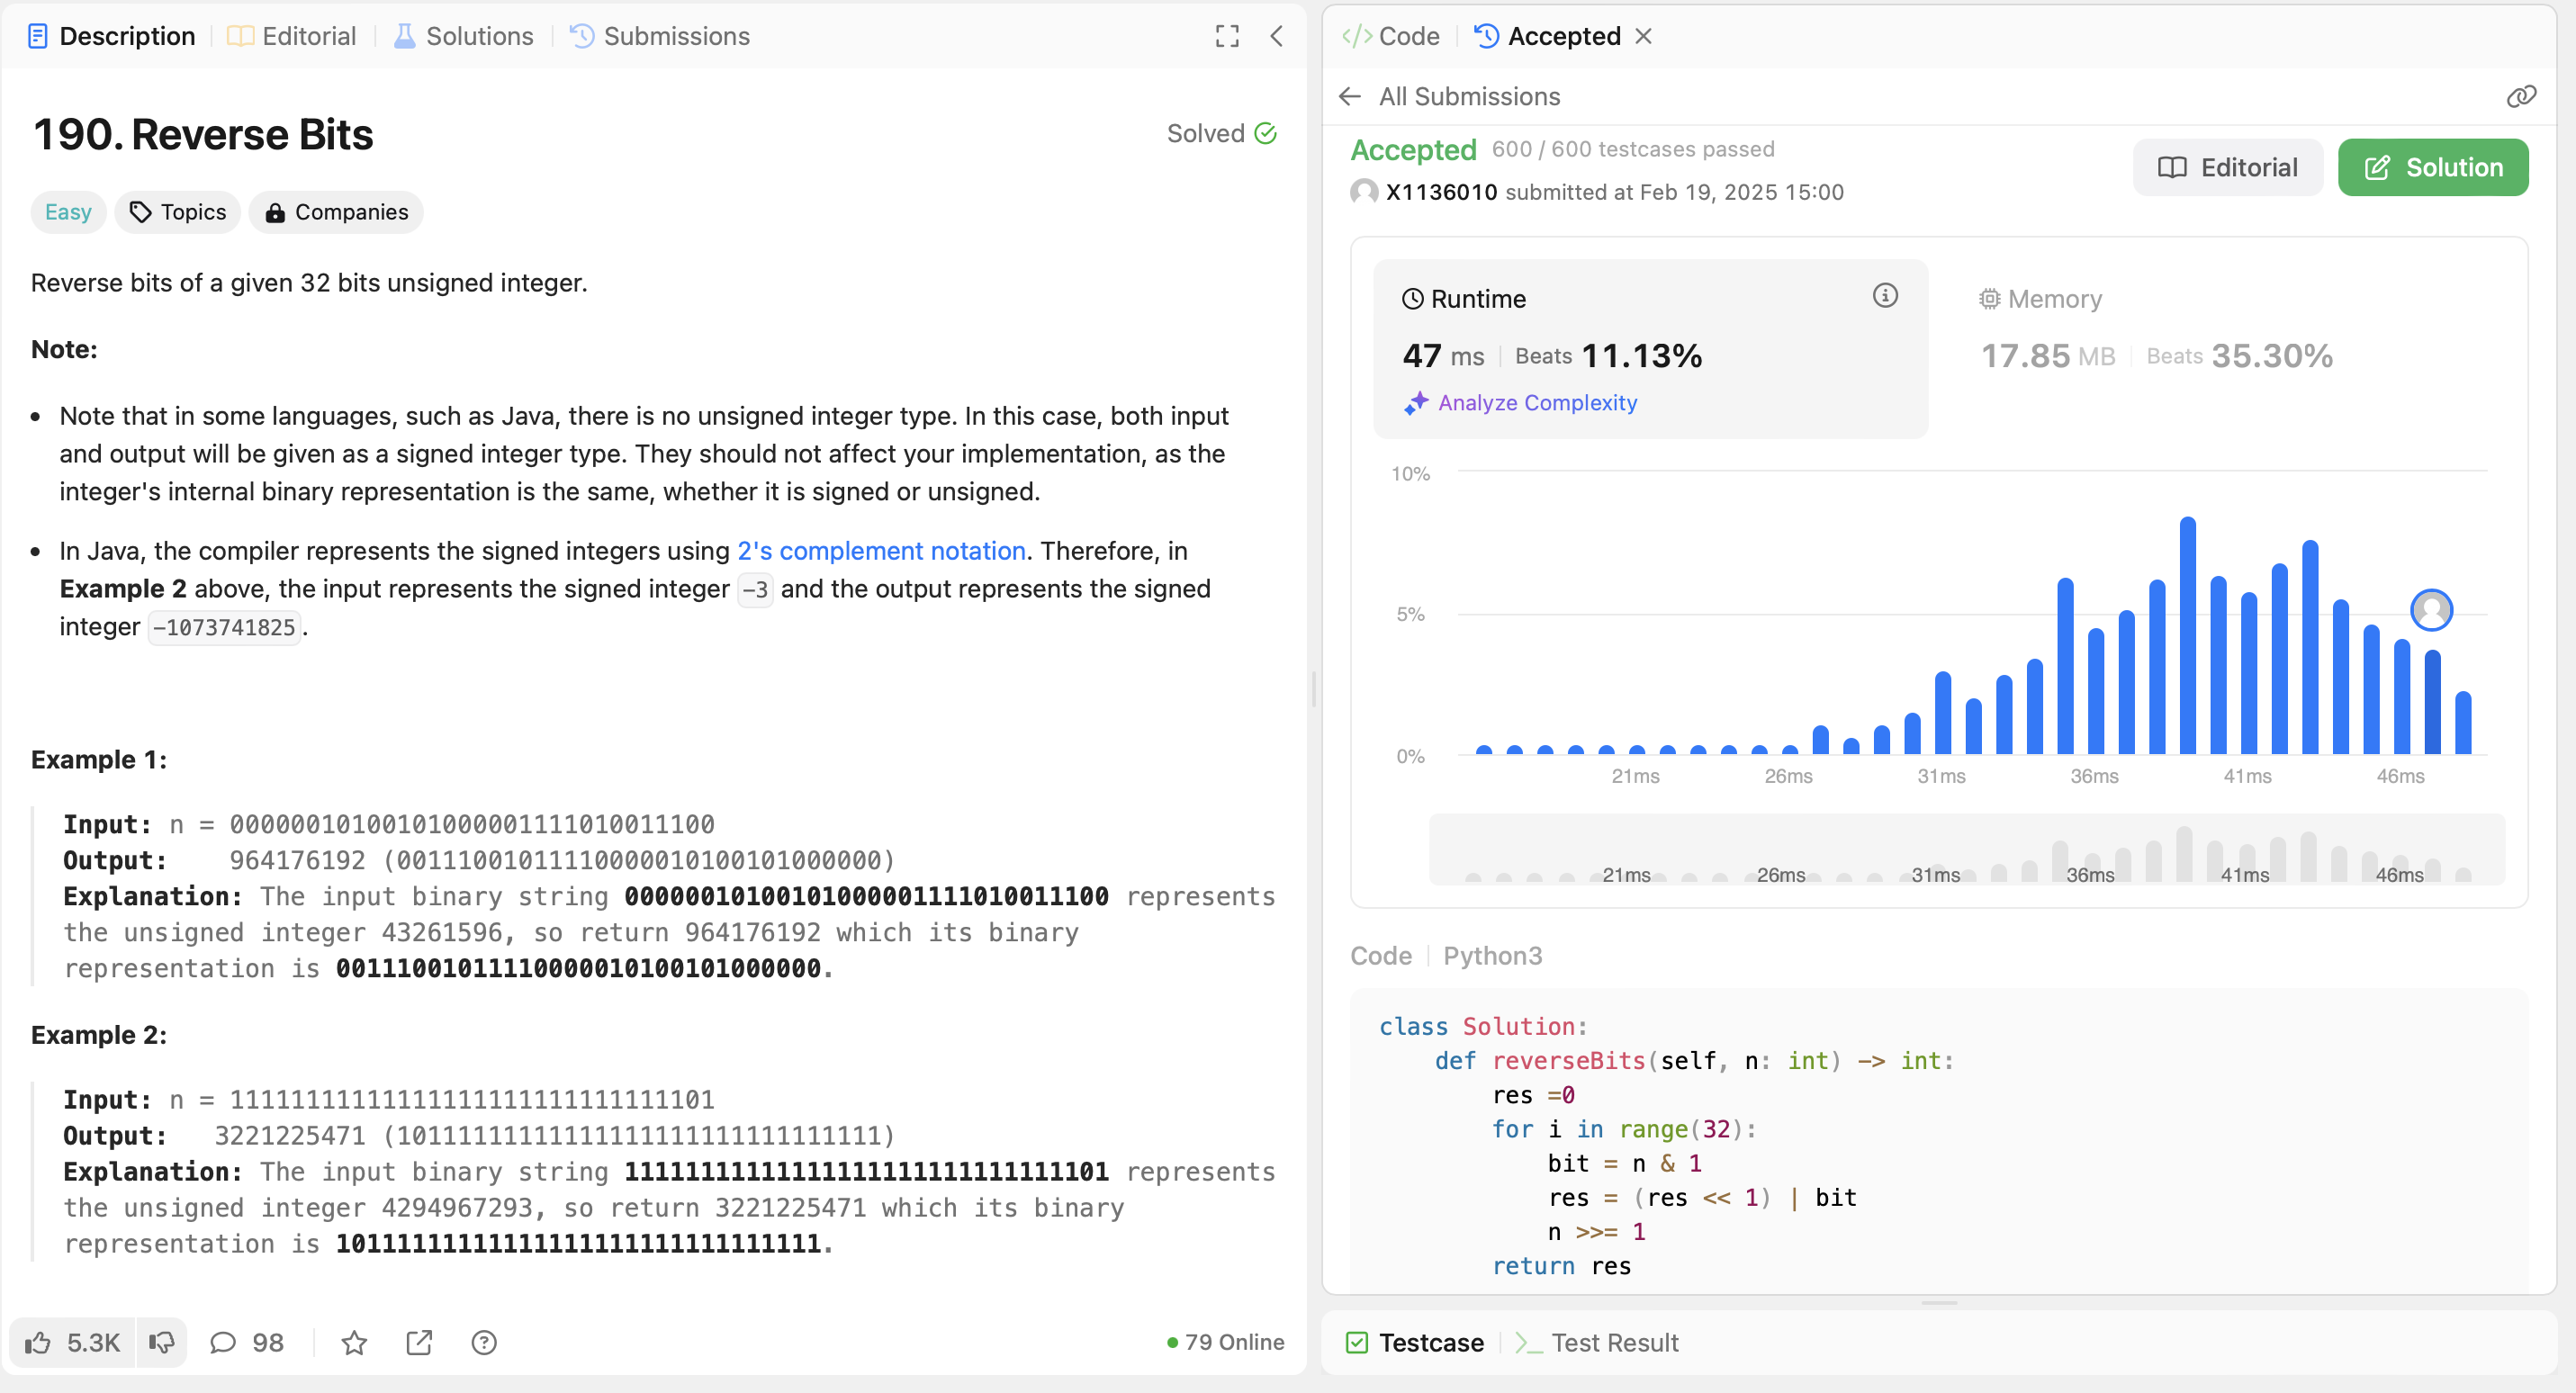 Description
Editorial
Solutions
Submissions
190. Reverse Bits
Solved
Easy
Topics
Companies
Reverse bits of a given 32 bits unsigned integer.
Note:
• Note that in some languages, such as Java, there is no unsigned integer type. In this case, both input
and output will be given as a signed integer type. They should not affect your implementation, as the
integer's internal binary representation is the same, whether it is signed or unsigned.
• In Java, the compiler represents the signed integers using 2's complement notation. Therefore, in
Example 2 above, the input represents the signed integer -3 and the output represents the signed
integer -1073741825.
Example 1:
Input: n = 00000010100101000001111010011100
Output:    964176192 (00111001011110000010100101000000)
Explanation: The input binary string 00000010100101000001111010011100 represents
the unsigned integer 43261596, so return 964176192 which its binary
representation is 00111001011110000010100101000000.
Example 2:
Input: n = 11111111111111111111111111111101
Output:   3221225471 (10111111111111111111111111111111)
Explanation: The input binary string 11111111111111111111111111111101 represents
the unsigned integer 4294967293, so return 3221225471 which its binary
representation is 10111111111111111111111111111111.
5.3K
98
79 Online
Code
Accepted
All Submissions
Accepted 600 / 600 testcases passed
X1136010 submitted at Feb 19, 2025 15:00
Editorial
Solution
Runtime
47 ms Beats 11.13%
Analyze Complexity
Memory
17.85 MB Beats 35.30%
10%
5%
0%
21ms 26ms 31ms 36ms 41ms 46ms
21ms 26ms 31ms 36ms 41ms 46ms
Code Python3
class Solution:
    def reverseBits(self, n: int) -> int:
        res =0
        for i in range(32):
            bit = n & 1
            res = (res << 1) | bit
            n >>= 1
        return res
Testcase
Test Result